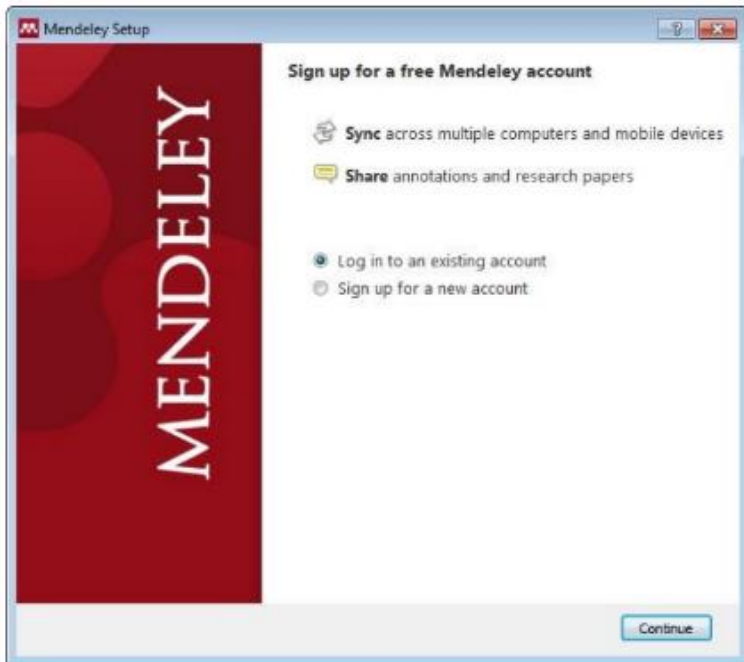 Mendeley Setup
MENDELEY
Sign up for a free Mendeley account
Sync across multiple computers and mobile devices
Share annotations and research papers
Log in to an existing account
Sign up for a new account
Continue